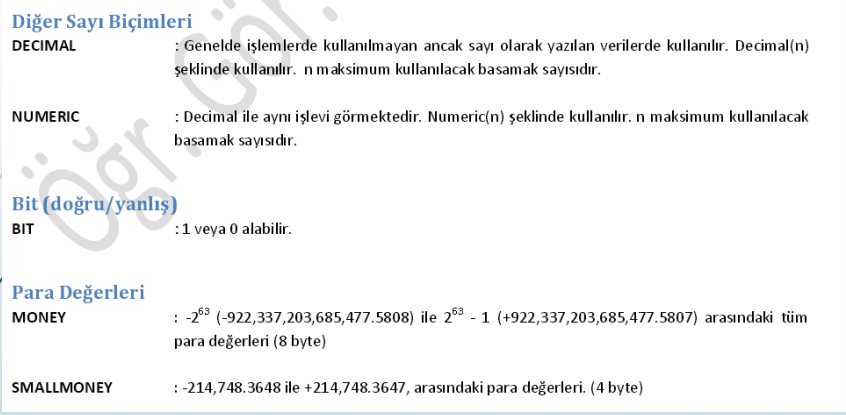 Diğer Sayı Biçimleri
DECIMAL : Genelde işlemlerde kullanılmayan ancak sayı olarak yazılan verilerde kullanılır. Decimal(n)
şeklinde kullanılır. n maksimum kullanılacak basamak sayısıdır.
NUMERIC : Decimal ile aynı işlevi görmektedir. Numeric(n) şeklinde kullanılır. n maksimum kullanılacak
basamak sayısıdır.
Bit (doğru/yanlış)
BIT : 1 veya 0 alabilir.
Para Değerleri
MONEY : -2⁶³ (-922,337,203,685,477.5808) ile 2⁶³ - 1 (+922,337,203,685,477.5807) arasındaki tüm
para değerleri (8 byte)
SMALLMONEY : -214,748.3648 ile +214,748.3647, arasındaki para değerleri. (4 byte)
Öğr. Gör.